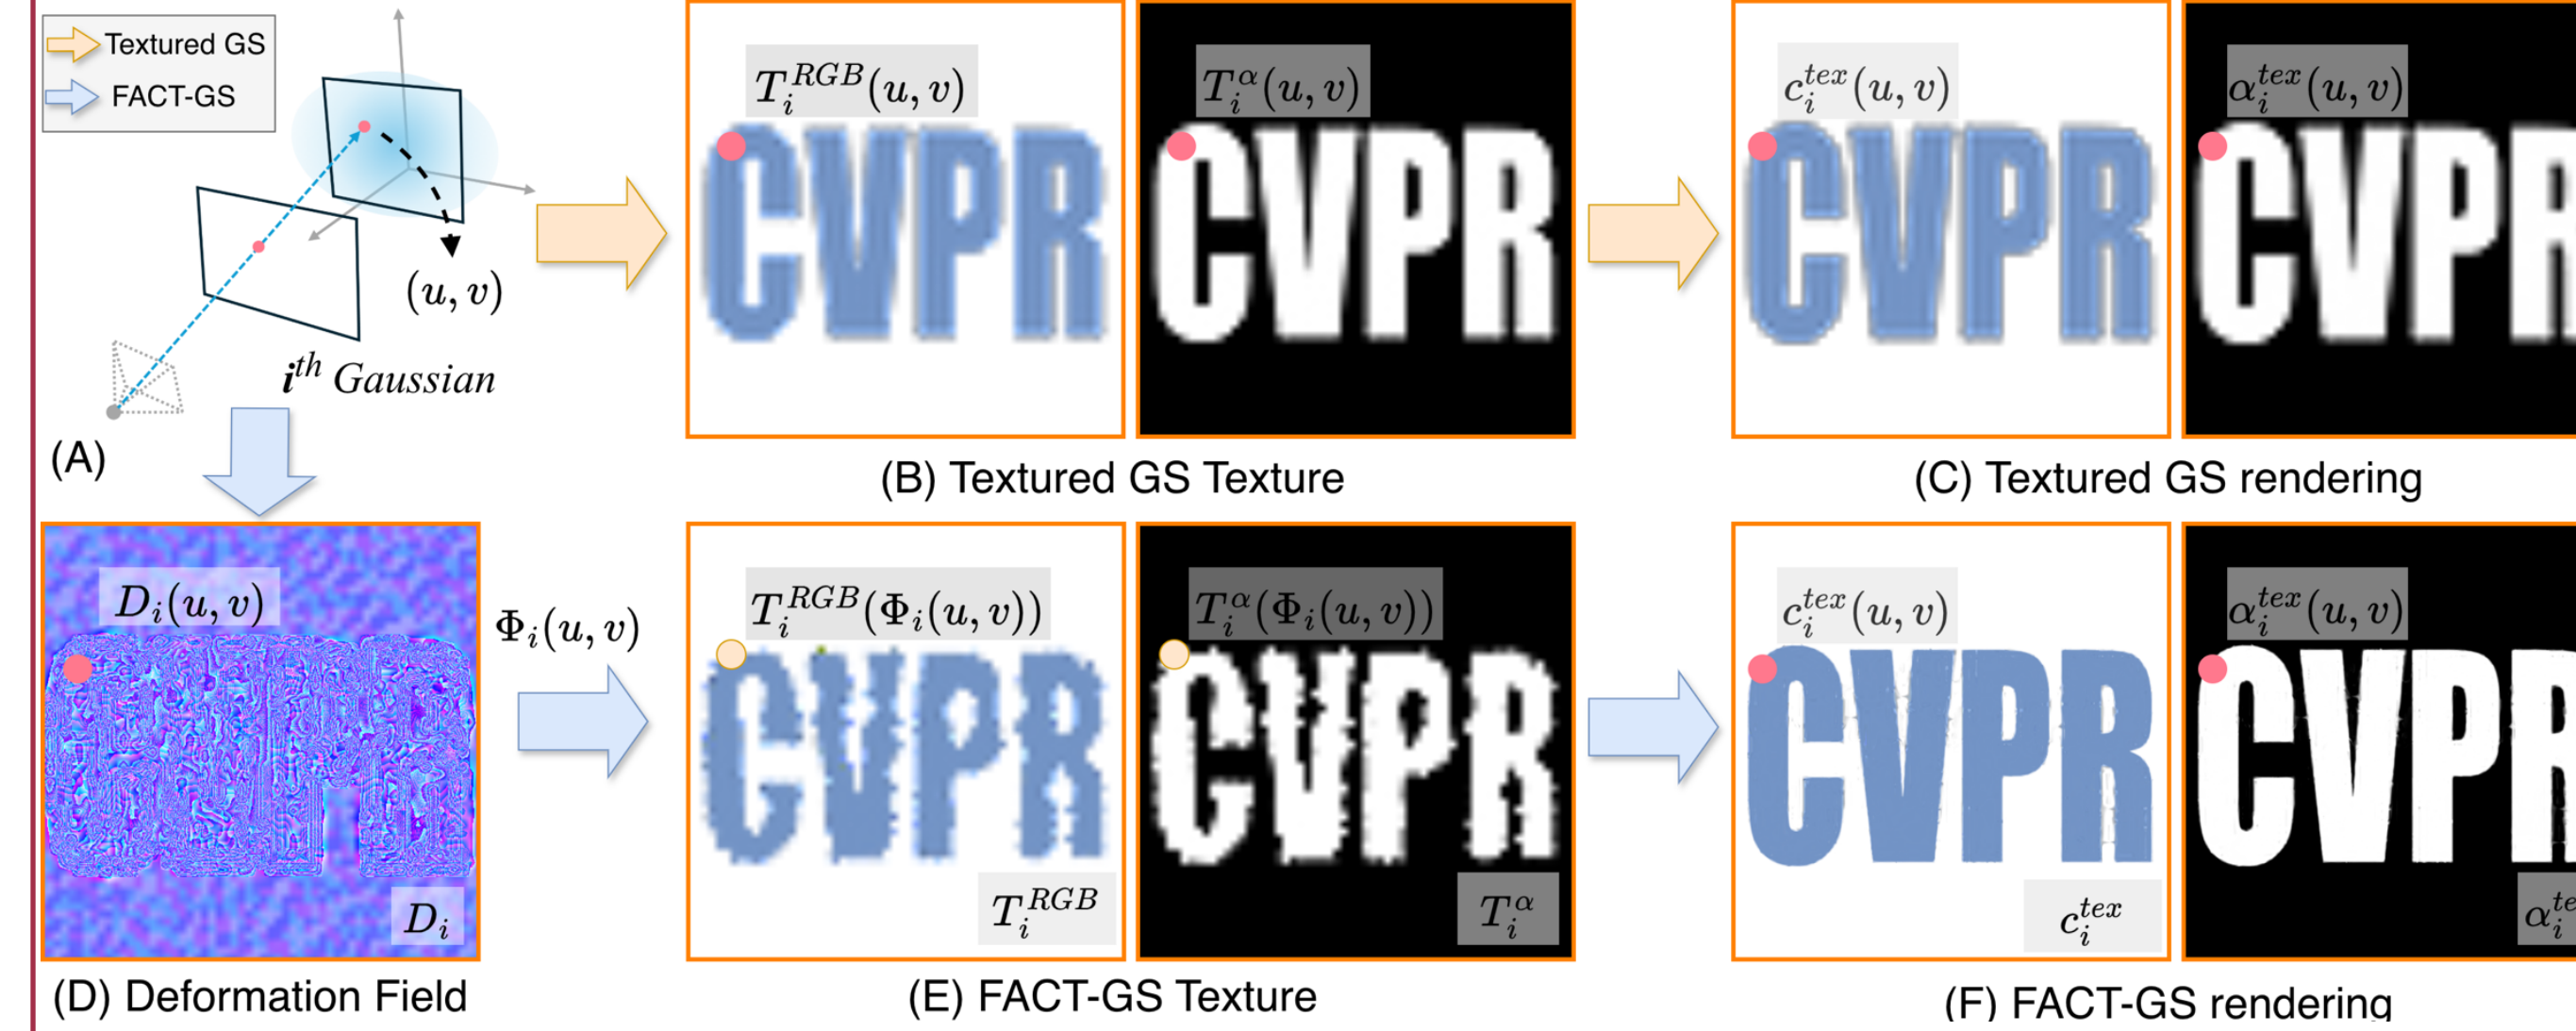 Textured GS
FACT-GS
(u, v)
i^th Gaussian
(A)
T_i^RGB(u, v)
CVPR
T_i^α(u, v)
CVPR
(B) Textured GS Texture
c_i^tex(u, v)
CVPR
α_i^tex(u, v)
CVPR
(C) Textured GS rendering
D_i(u, v)
D_i
(D) Deformation Field
Φ_i(u, v)
T_i^RGB(Φ_i(u, v))
CVPR
T_i^RGB
T_i^α(Φ_i(u, v))
CVPR
T_i^α
(E) FACT-GS Texture
c_i^tex(u, v)
CVPR
c_i^tex
α_i^tex(u, v)
CVPR
α_i^te
(F) FACT-GS rendering